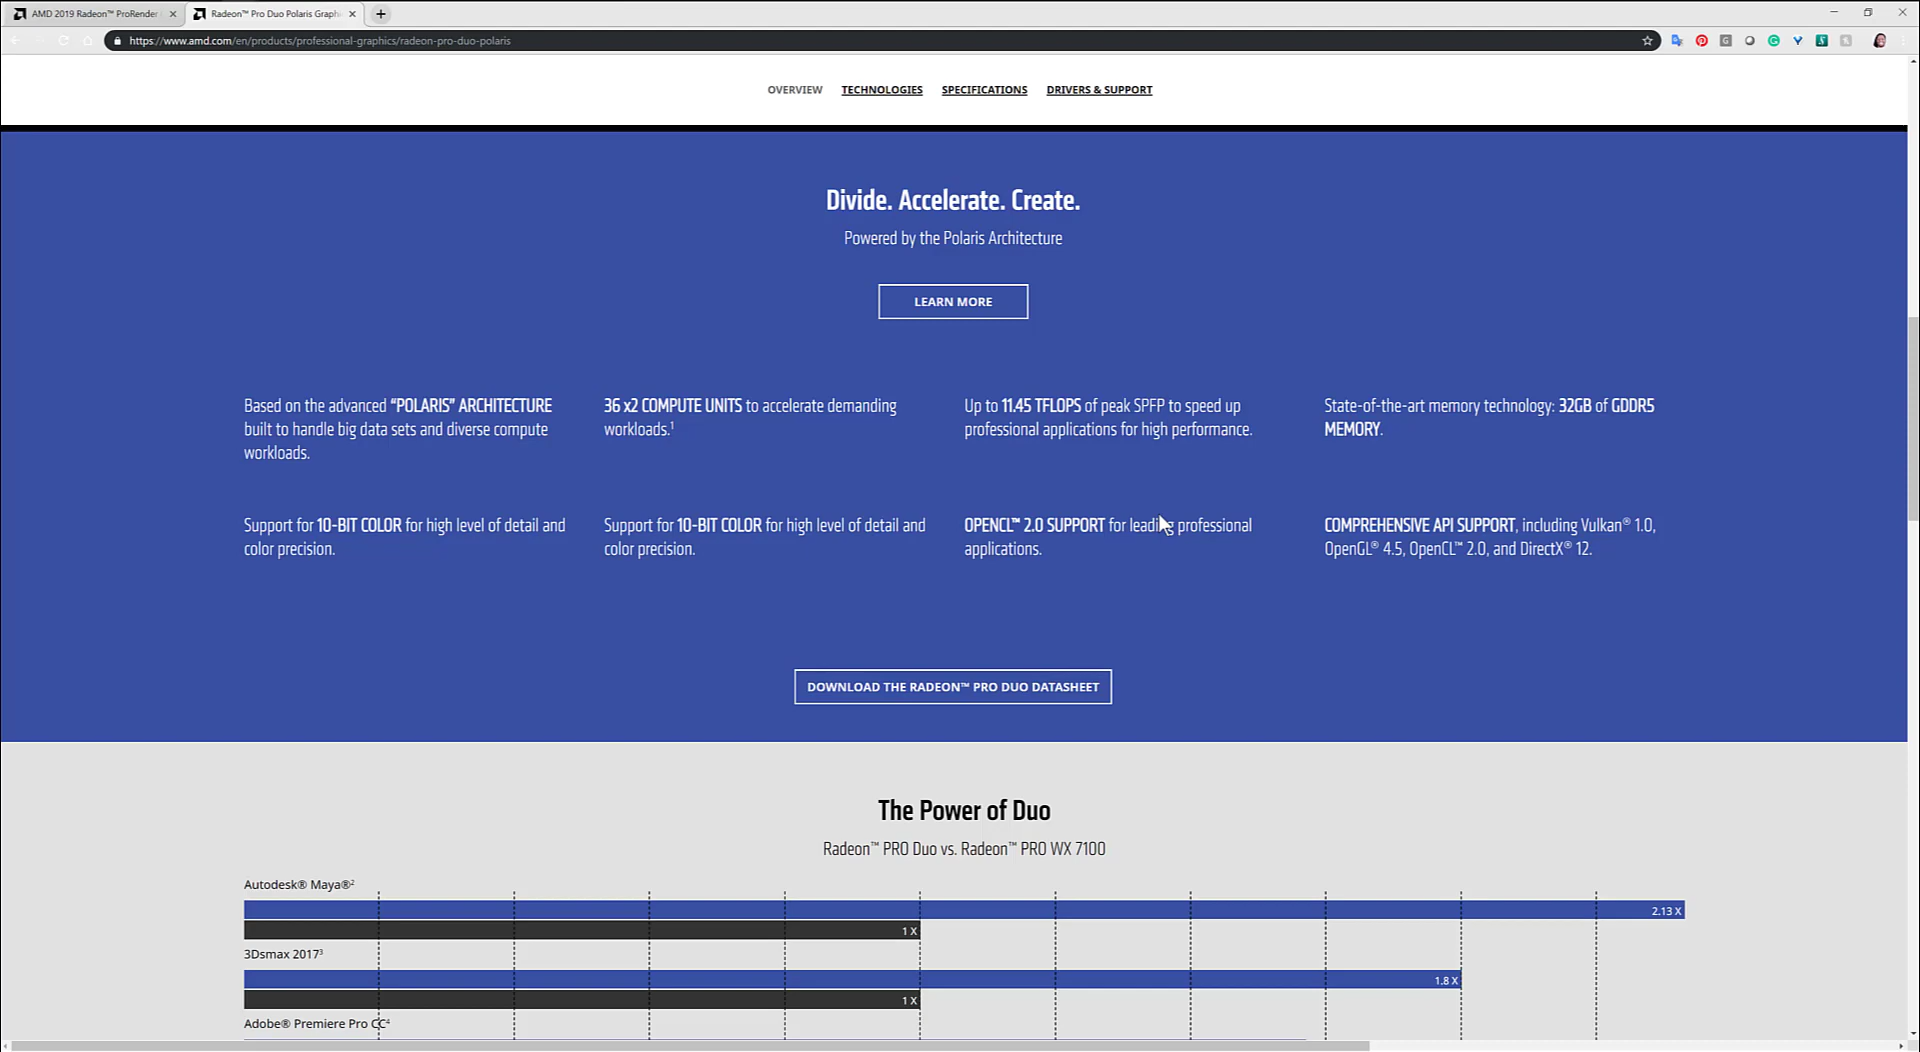 AMD 2019 Radeon™ ProRender
Radeon™ Pro Duo Polaris Graph
https://www.amd.com/en/products/professional-graphics/radeon-pro-duo-polaris
OVERVIEW TECHNOLOGIES SPECIFICATIONS DRIVERS & SUPPORT
Divide. Accelerate. Create.
Powered by the Polaris Architecture
LEARN MORE
Based on the advanced “POLARIS” ARCHITECTURE
built to handle big data sets and diverse compute
workloads.
36 x2 COMPUTE UNITS to accelerate demanding
workloads.¹
Up to 11.45 TFLOPS of peak SPFP to speed up
professional applications for high performance.
State-of-the-art memory technology: 32GB of GDDR5
MEMORY.
Support for 10-BIT COLOR for high level of detail and
color precision.
Support for 10-BIT COLOR for high level of detail and
color precision.
OPENCL™ 2.0 SUPPORT for leading professional
applications.
COMPREHENSIVE API SUPPORT, including Vulkan® 1.0,
OpenGL® 4.5, OpenCL™ 2.0, and DirectX® 12.
DOWNLOAD THE RADEON™ PRO DUO DATASHEET
The Power of Duo
Radeon™ PRO Duo vs. Radeon™ PRO WX 7100
Autodesk® Maya®²
2.13 X
1 X
3Dsmax 2017³
1.8 X
1 X
Adobe® Premiere Pro CC⁴